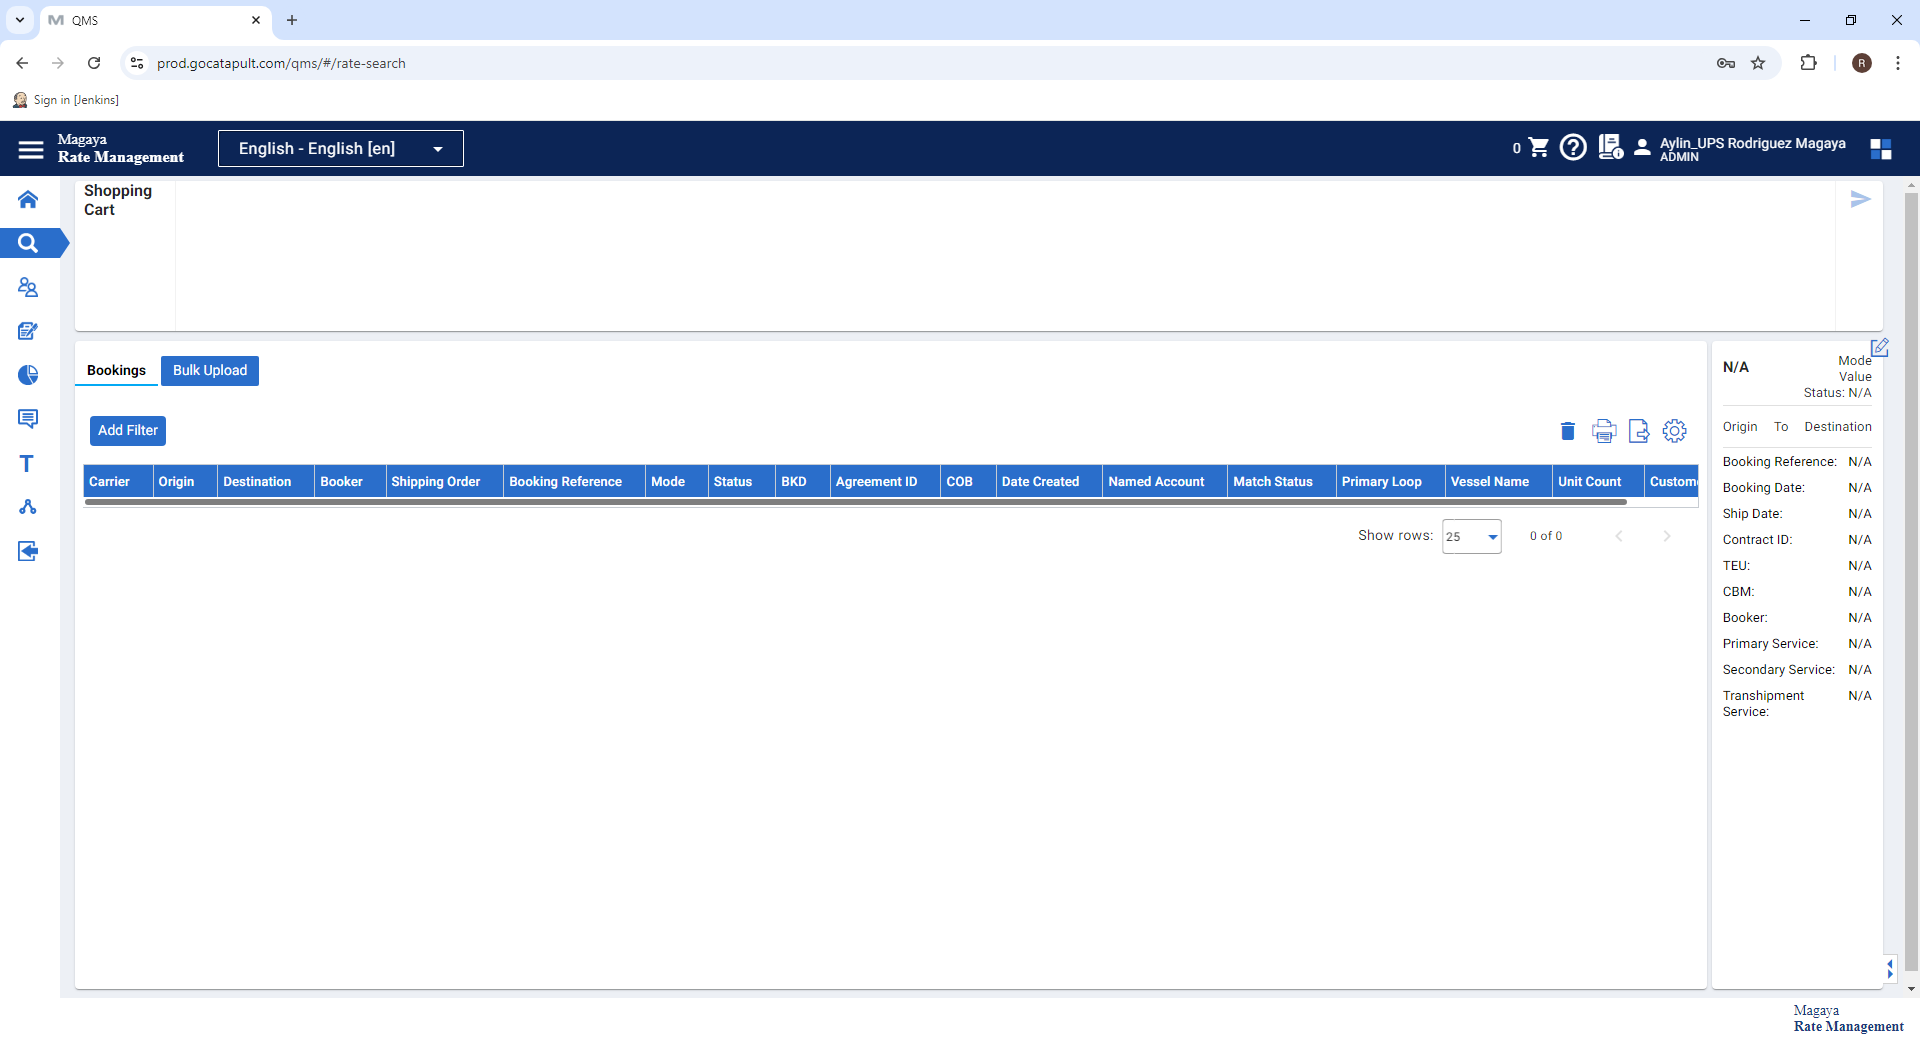 QMS
prod.gocatapult.com/qms/#/rate-search
R
Sign in [Jenkins]
Magaya
Rate Management
English - English [en]
0
Aylin_UPS Rodriguez Magaya
ADMIN
Shopping
Cart
Bookings
Bulk Upload
Add Filter
Carrier Origin Destination Booker Shipping Order Booking Reference Mode Status BKD Agreement ID COB Date Created Named Account Match Status Primary Loop Vessel Name Unit Count Custome
Show rows: 25 0 of 0
N/A
Mode
Value
Status: N/A
Origin To Destination
Booking Reference: N/A
Booking Date: N/A
Ship Date: N/A
Contract ID: N/A
TEU: N/A
CBM: N/A
Booker: N/A
Primary Service: N/A
Secondary Service: N/A
Transhipment N/A
Service:
T
Magaya
Rate Management